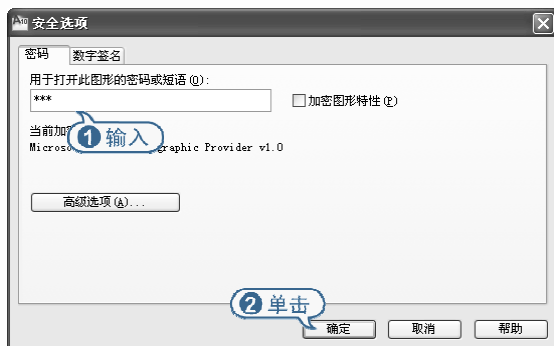 安全选项
密码 数字签名
用于打开此图形的密码或短语(O):
*** 加密图形特性(P)
❶输入
当前加
Microso graphic Provider v1.0
高级选项(A)...
❷单击
确定 取消 帮助